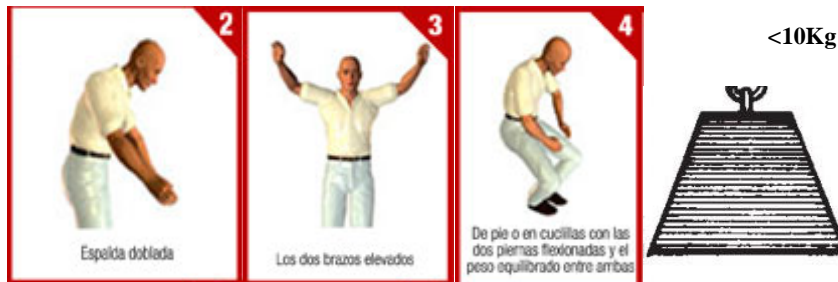 2
Espalda doblada
3
Los dos brazos elevados
4
De pie o en cuclillas con las
dos piernas flexionadas y el
peso equilibrado entre ambas
<10Kg